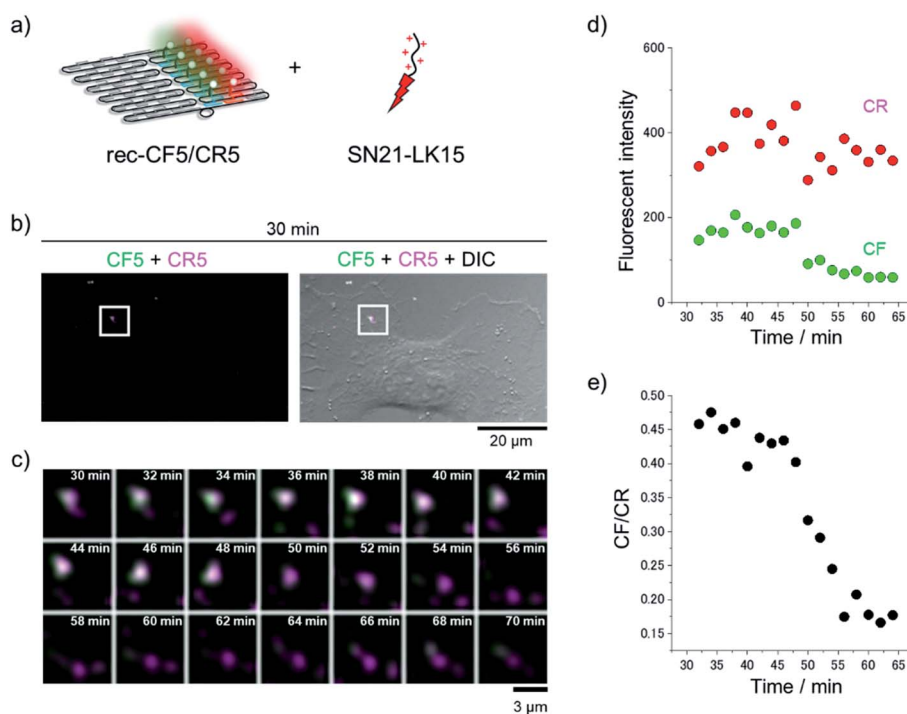 a)
+
rec-CF5/CR5
SN21-LK15
b)
30 min
CF5 + CR5
CF5 + CR5 + DIC
20 µm
c)
30 min 32 min 34 min 36 min 38 min 40 min 42 min
44 min 46 min 48 min 50 min 52 min 54 min 56 min
58 min 60 min 62 min 64 min 66 min 68 min 70 min
3 µm
d)
Fluorescent intensity
600
400
200
0
CR
CF
30 35 40 45 50 55 60 65
Time / min
e)
CF/CR
0.50
0.45
0.40
0.35
0.30
0.25
0.20
0.15
30 35 40 45 50 55 60 65
Time / min